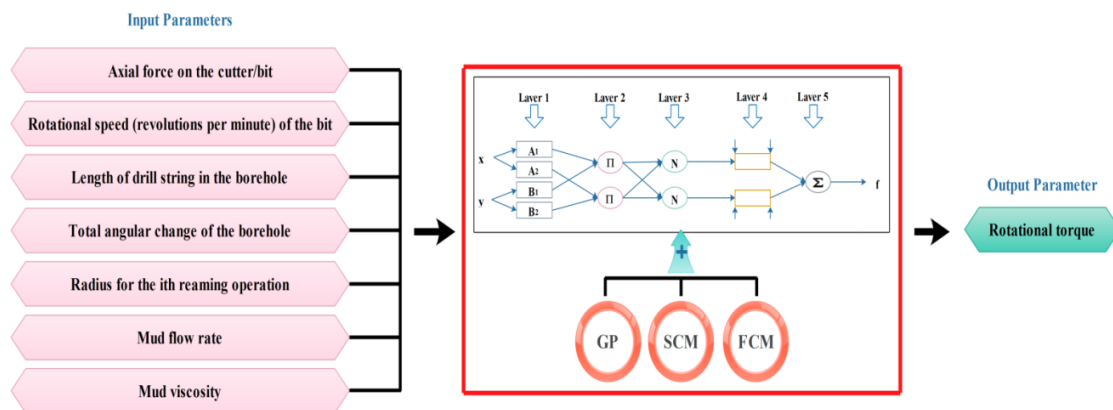 Input Parameters
Axial force on the cutter/bit
Rotational speed (revolutions per minute) of the bit
Length of drill string in the borehole
Total angular change of the borehole
Radius for the ith reaming operation
Mud flow rate
Mud viscosity
Layer 1
Layer 2
Layer 3
Layer 4
Layer 5
x
y
A1
A2
B1
B2
Π
Π
N
N
Σ
f
+
GP
SCM
FCM
Output Parameter
Rotational torque